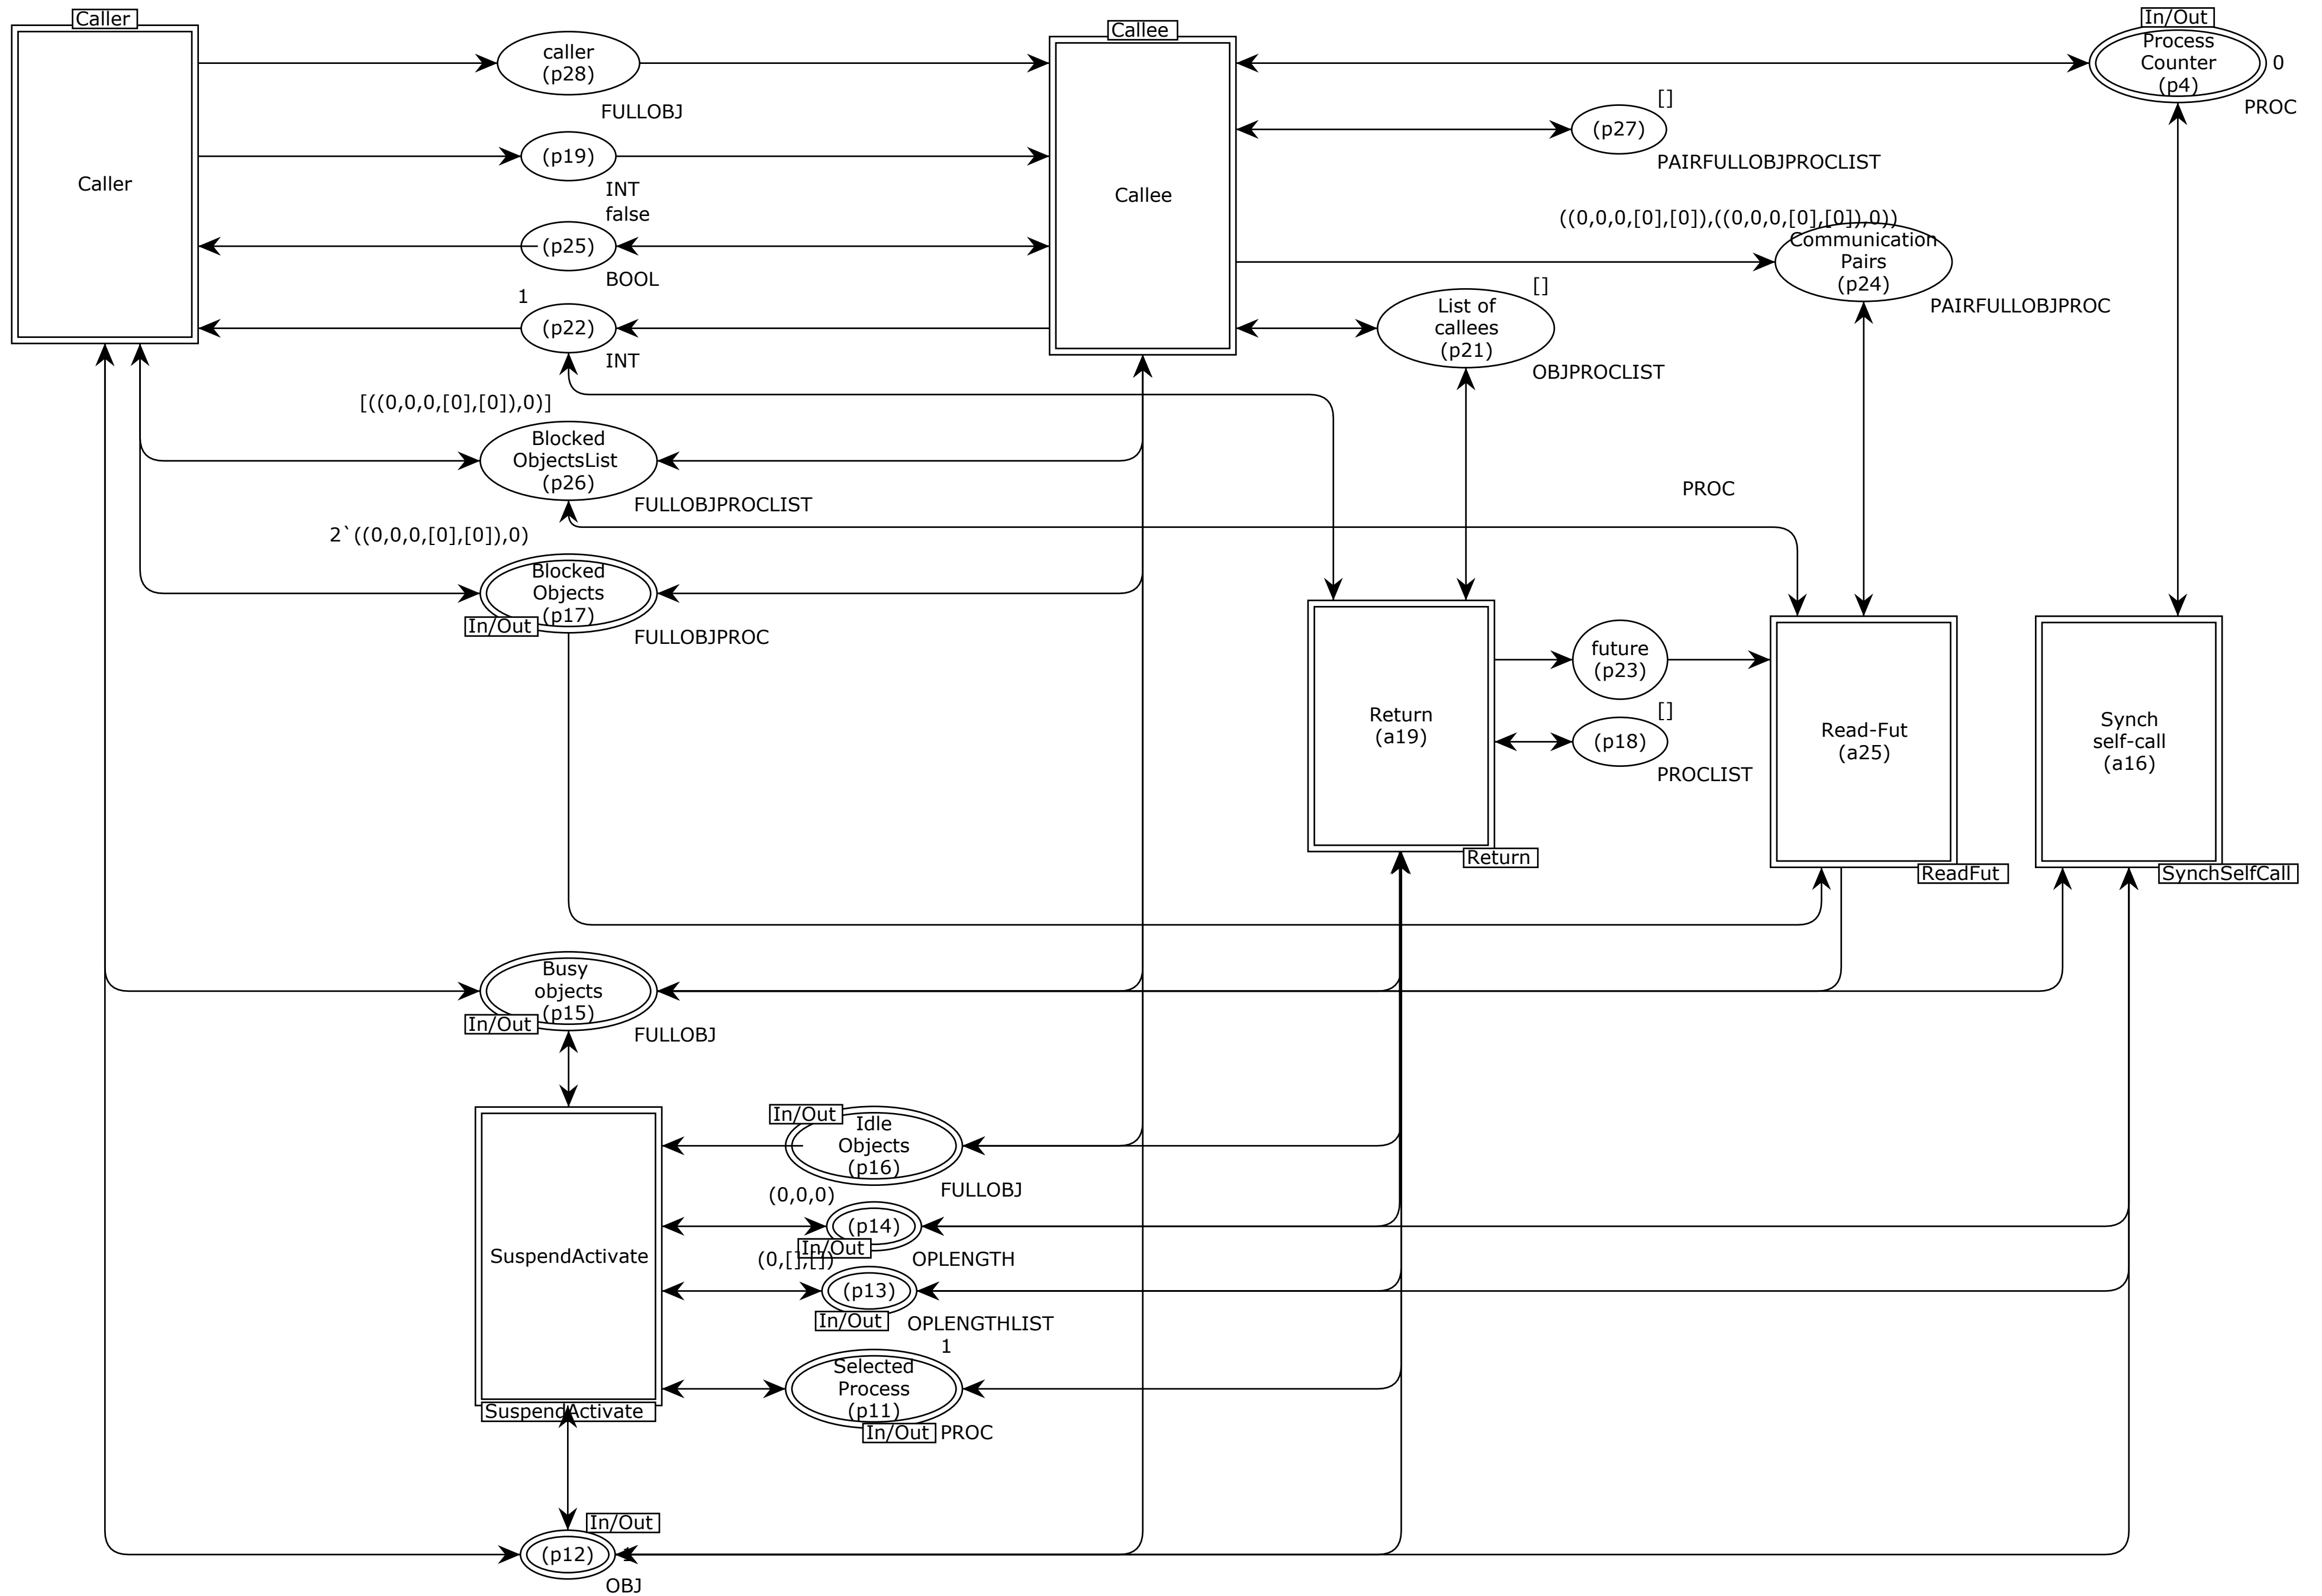 Caller
Caller
caller
(p28)
FULLOBJ
(p19)
INT
false
(p25)
BOOL
1
(p22)
INT
Callee
Callee
In/Out
Process
Counter
(p4)
0
PROC
[]
(p27)
PAIRFULLOBJPROCLIST
((0,0,0,[0],[0]),((0,0,0,[0],[0]),0))
Communication
Pairs
(p24)
PAIRFULLOBJPROC
[]
List of
callees
(p21)
OBJPROCLIST
[((0,0,0,[0],[0]),0)]
Blocked
ObjectsList
(p26)
FULLOBJPROCLIST
PROC
2`((0,0,0,[0],[0]),0)
Blocked
Objects
(p17)
In/Out
FULLOBJPROC
Return
(a19)
Return
future
(p23)
[]
(p18)
PROCLIST
Read-Fut
(a25)
ReadFut
Synch
self-call
(a16)
SynchSelfCall
Busy
objects
(p15)
In/Out
FULLOBJ
SuspendActivate
SuspendActivate
In/Out
Idle
Objects
(p16)
FULLOBJ
(0,0,0)
(p14)
In/Out
OPLENGTH
(0,[],[])
(p13)
In/Out
OPLENGTHLIST
1
Selected
Process
(p11)
In/Out
PROC
In/Out
(p12)
OBJ